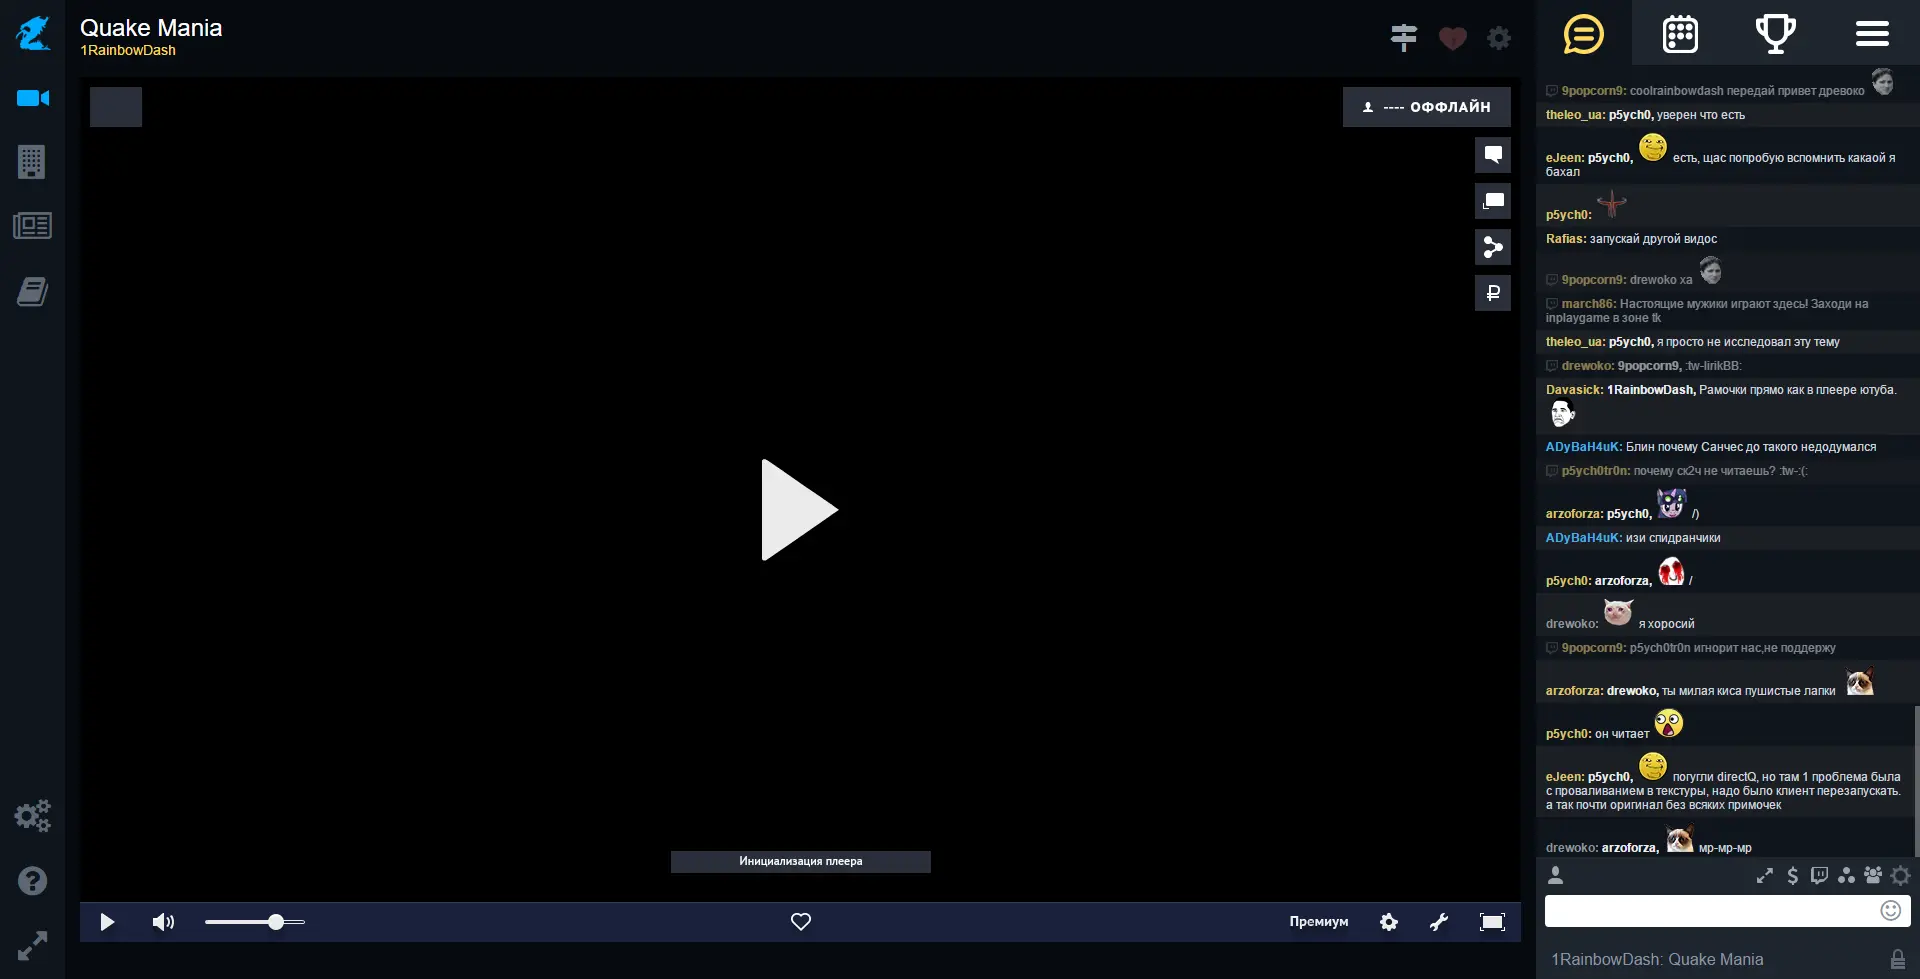 Quake Mania
1RainbowDash
---- ОФФЛАЙН
Инициализация плеера
Премиум
9popcorn9: coolrainbowdash передай привет древоко
theleo_ua: p5ych0, уверен что есть
eJeen: p5ych0, есть, щас попробую вспомнить какаой я
бахал
p5ych0:
Rafias: запускай другой видос
9popcorn9: drewoko ха
march86: Настоящие мужики играют здесь! Заходи на
inplaygame в зоне tk
theleo_ua: p5ych0, я просто не исследовал эту тему
drewoko: 9popcorn9, :tw-lirikBB:
Davasick: 1RainbowDash, Рамочки прямо как в плеере ютуба.
ADyBaH4uK: Блин почему Санчес до такого недодумался
p5ych0tr0n: почему ск2ч не читаешь? :tw-:(:
arzoforza: p5ych0, /)
ADyBaH4uK: изи спидранчики
p5ych0: arzoforza, /
drewoko: я хоросий
9popcorn9: p5ych0tr0n игнорит нас,не поддержу
arzoforza: drewoko, ты милая киса пушистые лапки
p5ych0: он читает
eJeen: p5ych0, погугли directQ, но там 1 проблема была
с проваливанием в текстуры, надо было клиент перезапускать.
а так почти оригинал без всяких примочек
drewoko: arzoforza, мр-мр-мр
1RainbowDash: Quake Mania